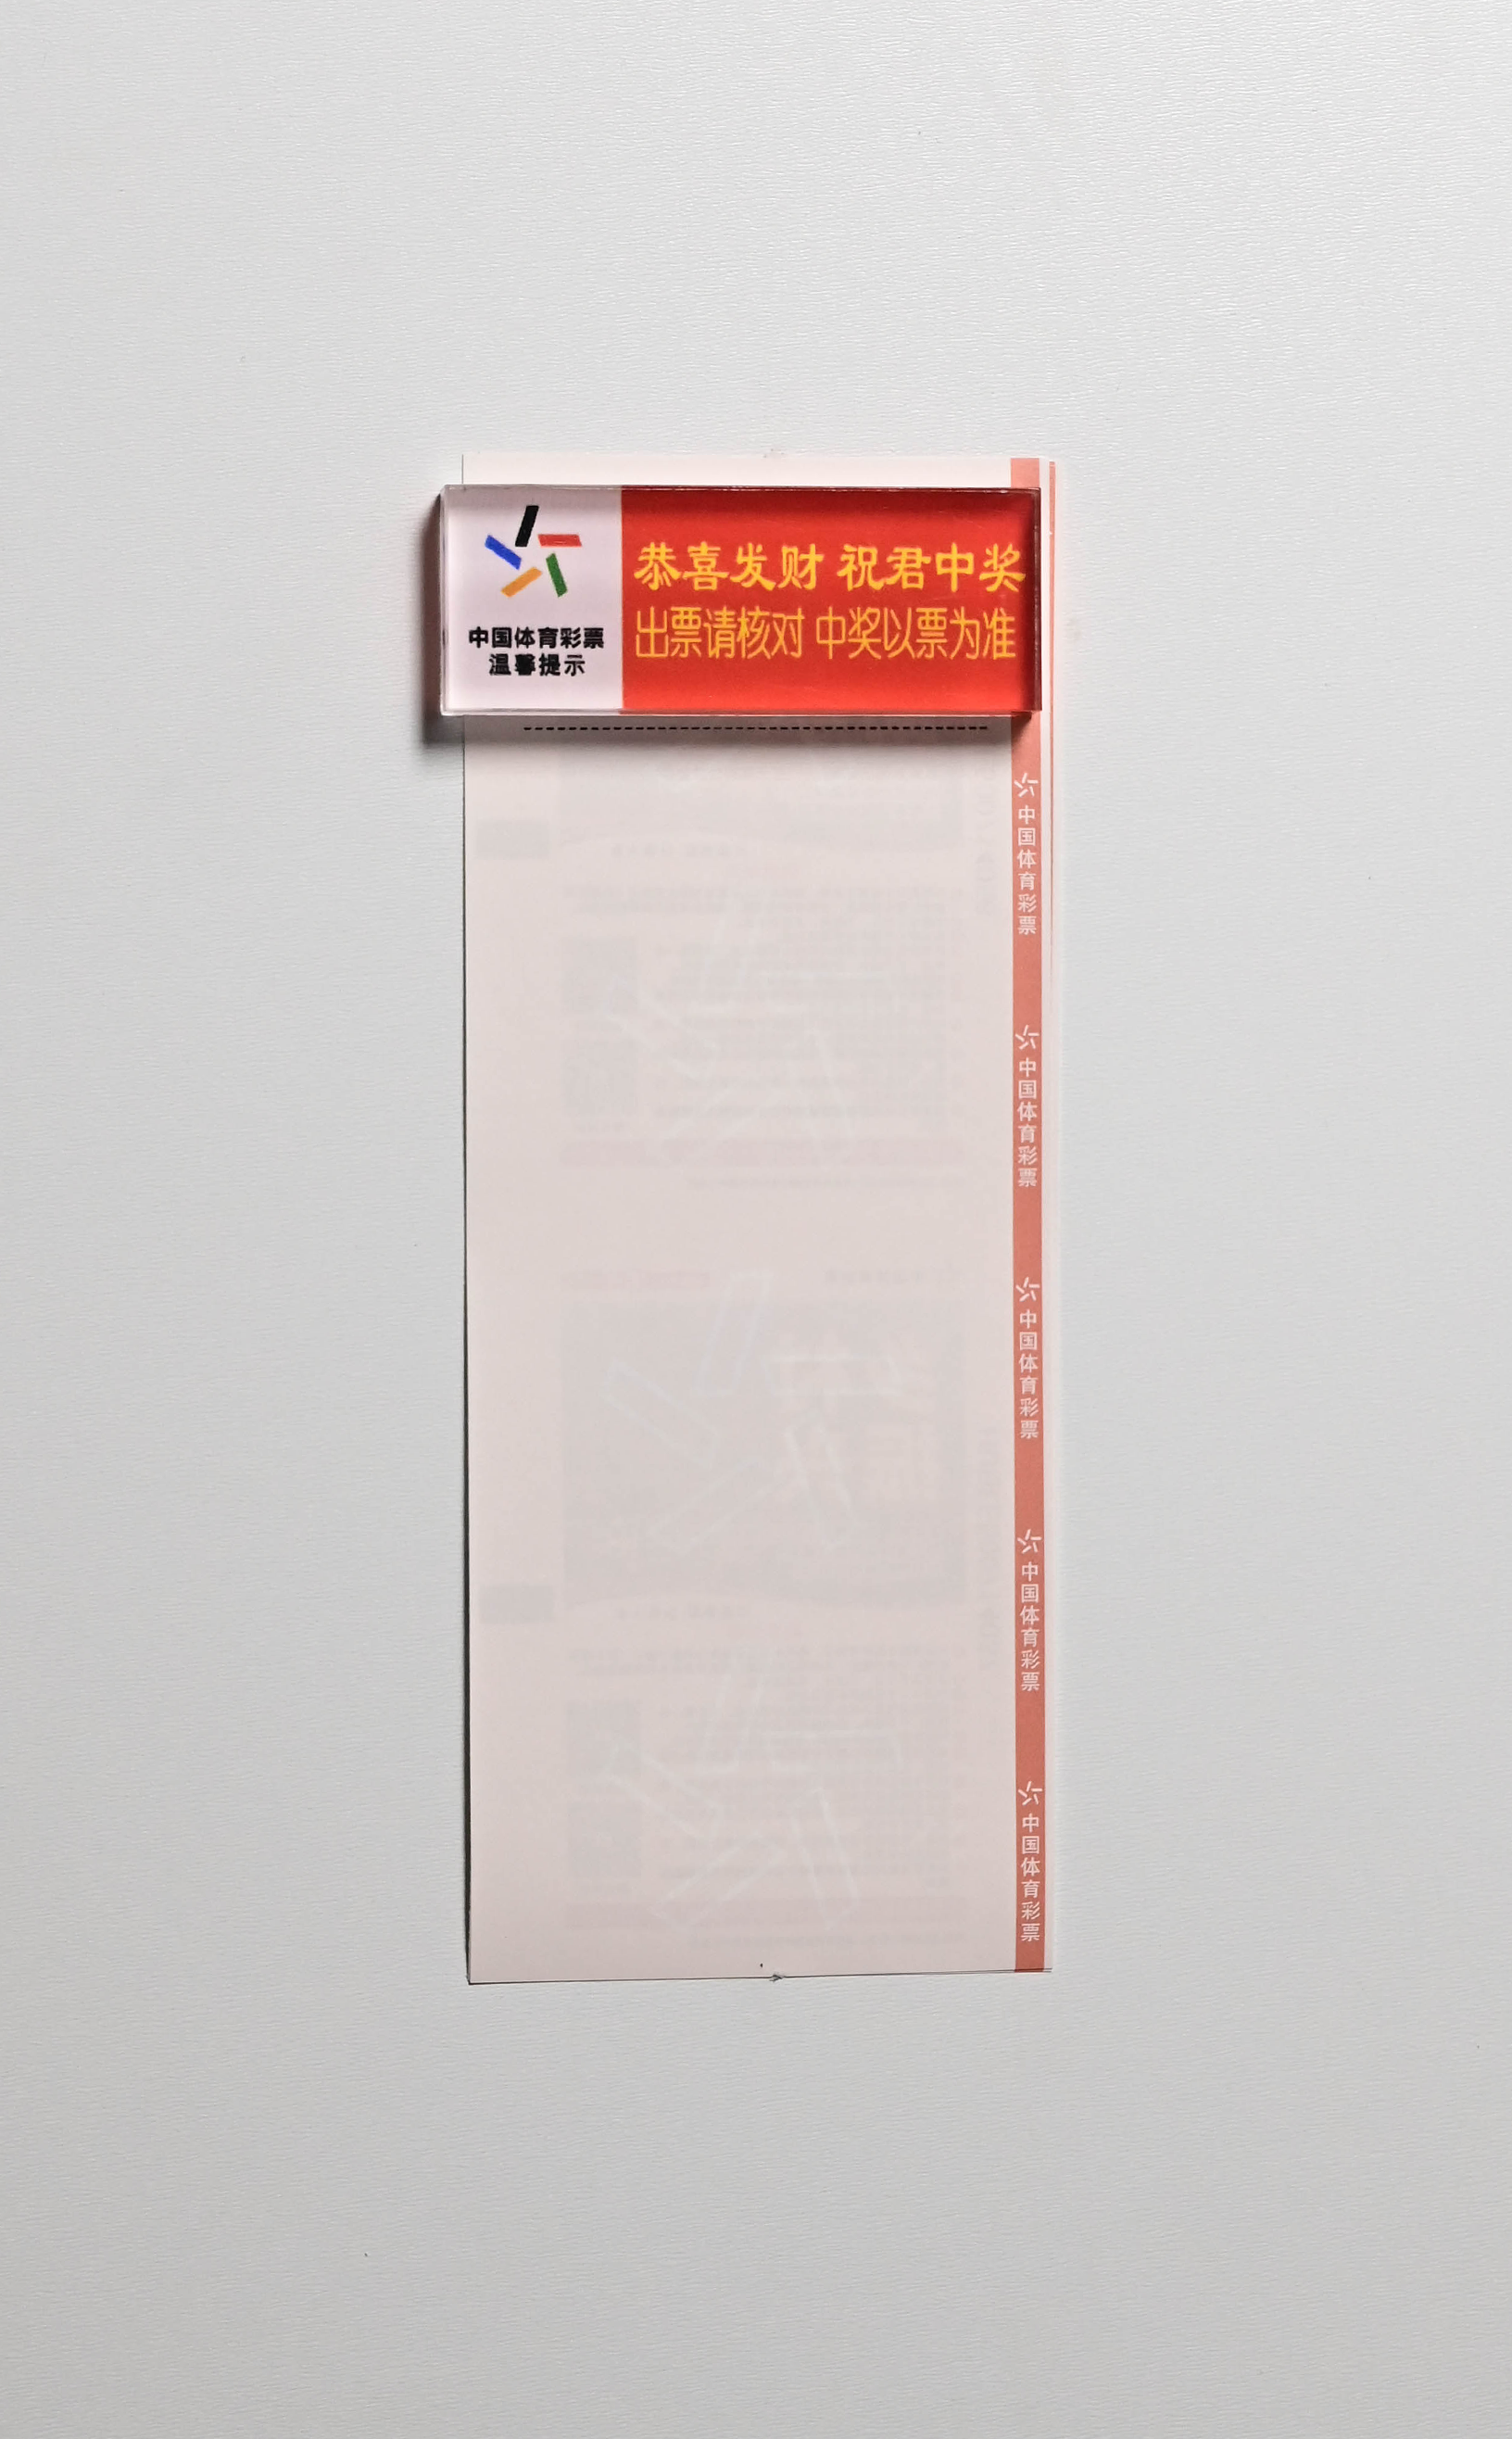 恭喜发财 祝君中奖
出票请核对 中奖以票为准
中国体育彩票
温馨提示
中国体育彩票
中国体育彩票
中国体育彩票
中国体育彩票
中国体育彩票